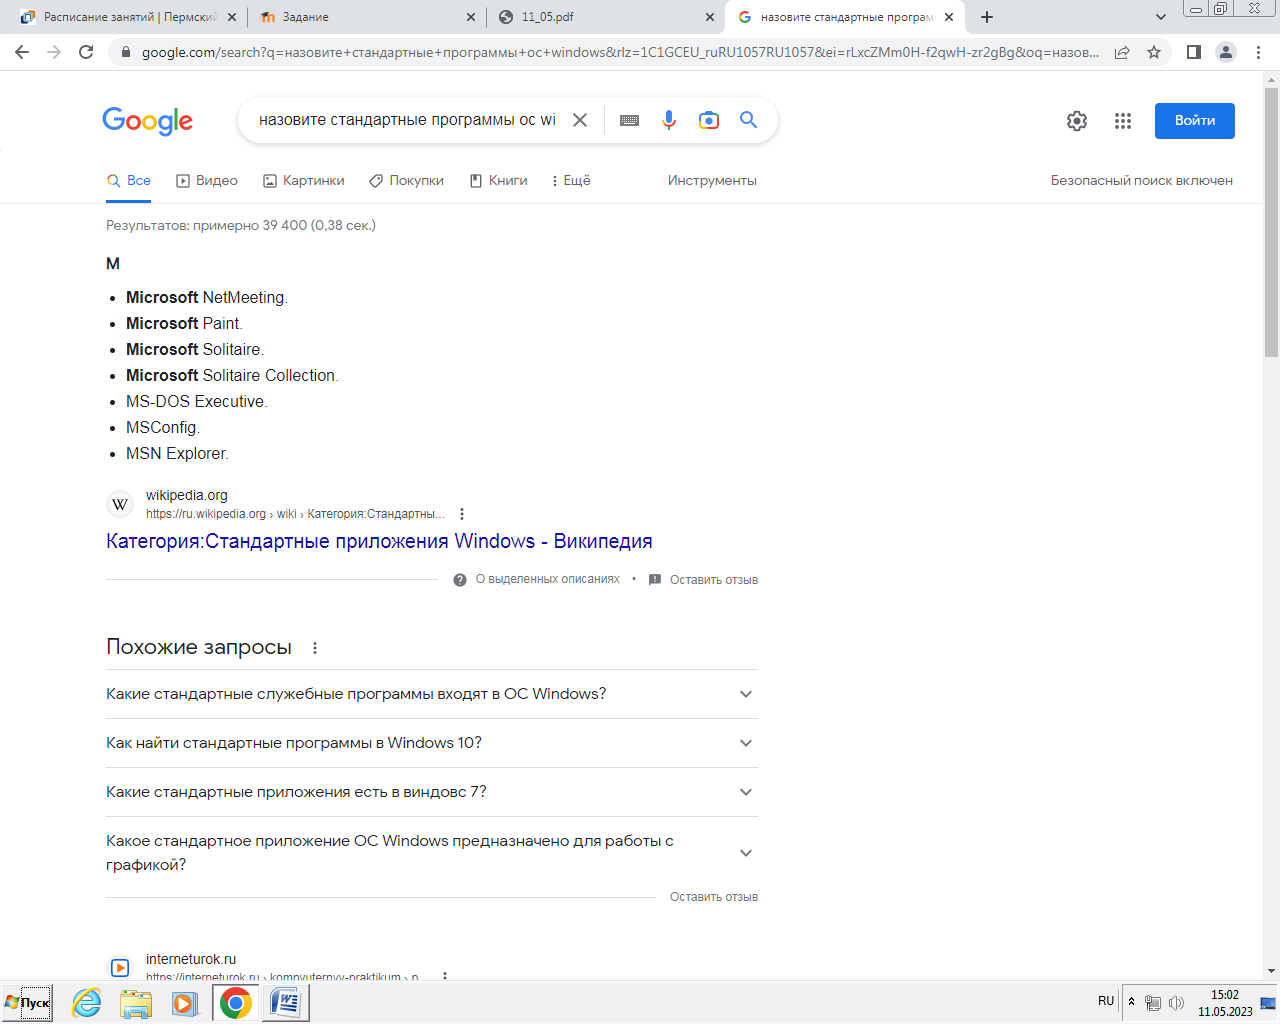 Расписание занятий | Пермский
Задание
11_05.pdf
назовите стандартные програм
google.com/search?q=назовите+стандартные+программы+ос+windows&rlz=1C1GCEU_ruRU1057RU1057&ei=rLxcZMm0H-f2qwH-zr2gBg&oq=назов...
Google
назовите стандартные программы ос wi
Войти
Все
Видео
Картинки
Покупки
Книги
Ещё
Инструменты
Безопасный поиск включен
Результатов: примерно 39 400 (0,38 сек.)
M
Microsoft NetMeeting.
Microsoft Paint.
Microsoft Solitaire.
Microsoft Solitaire Collection.
MS-DOS Executive.
MSConfig.
MSN Explorer.
W
wikipedia.org
https://ru.wikipedia.org › wiki › Категория:Стандартны...
Категория:Стандартные приложения Windows - Википедия
О выделенных описаниях • Оставить отзыв
Похожие запросы
Какие стандартные служебные программы входят в ОС Windows?
Как найти стандартные программы в Windows 10?
Какие стандартные приложения есть в виндовс 7?
Какое стандартное приложение ОС Windows предназначено для работы с
графикой?
Оставить отзыв
interneturok.ru
https://interneturok.ru › kompyuternyy-praktikum › p...
Пуск
RU
15:02
11.05.2023